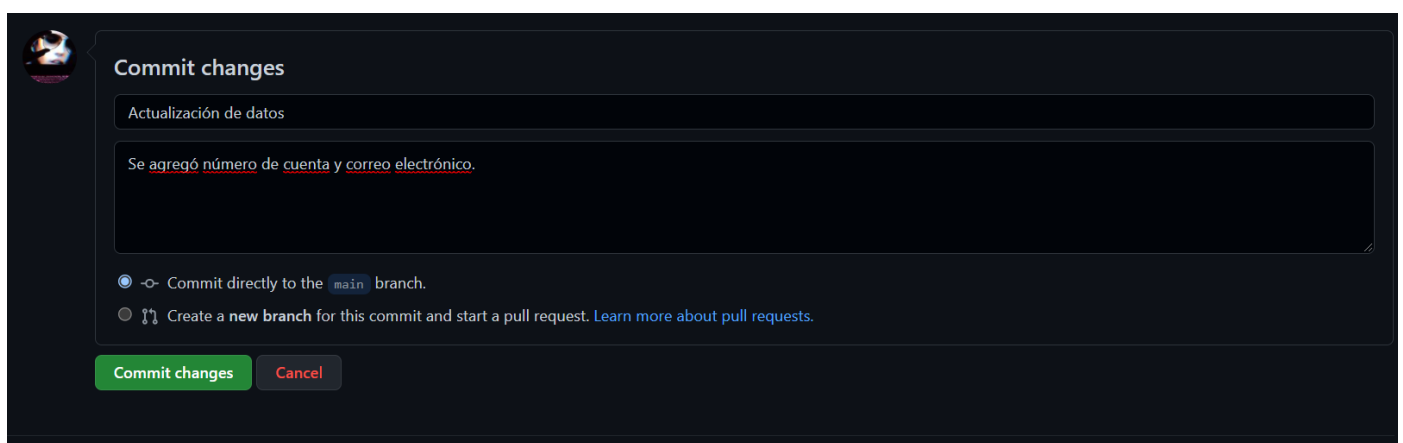 Commit changes
Actualización de datos
Se agregó número de cuenta y correo electrónico.
Commit directly to the main branch.
Create a new branch for this commit and start a pull request. Learn more about pull requests.
Commit changes Cancel